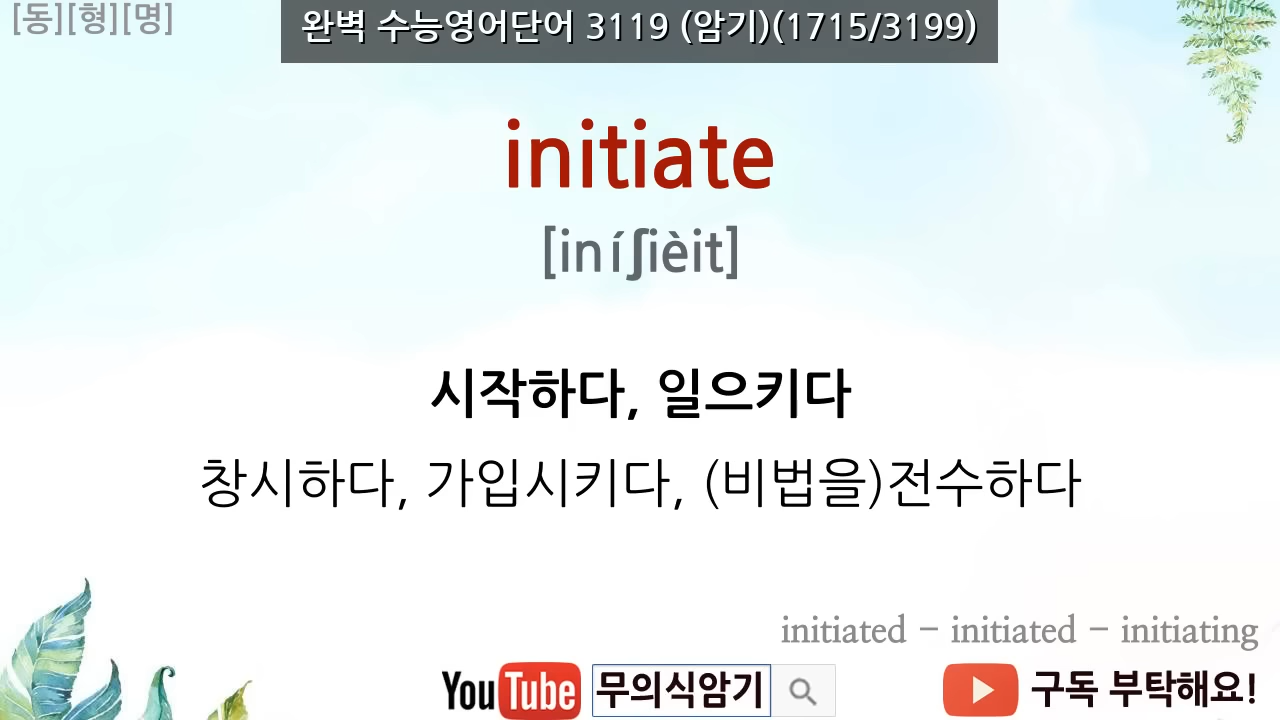 [동][형][명]
완벽 수능영어단어 3119 (암기)(1715/3199)
initiate
[iníʃièit]
시작하다, 일으키다
창시하다, 가입시키다, (비법을)전수하다
initiated - initiated - initiating
YouTube 무의식암기 구독 부탁해요!